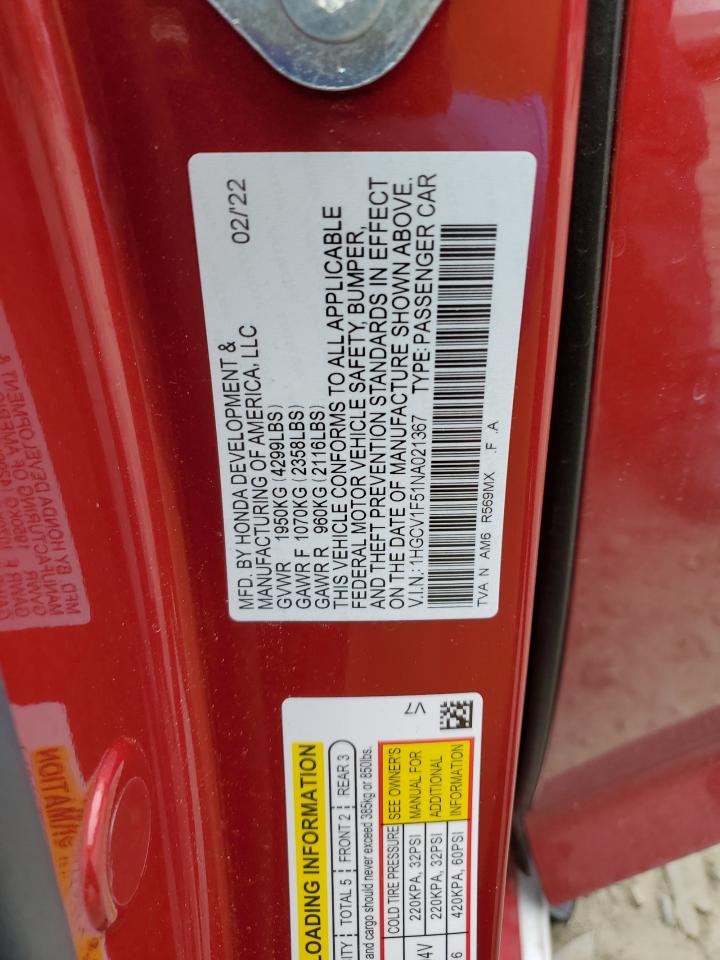 MFD. BY HONDA DEVELOPMENT & 02/'22
MANUFACTURING OF AMERICA, LLC
GVWR 1950KG (4299LBS)
GAWR F 1070KG (2358LBS)
GAWR R 960KG (2116LBS)
THIS VEHICLE CONFORMS TO ALL APPLICABLE
FEDERAL MOTOR VEHICLE SAFETY, BUMPER,
AND THEFT PREVENTION STANDARDS IN EFFECT
ON THE DATE OF MANUFACTURE SHOWN ABOVE.
V.I.N.: 1HGCV1F51NA021367 TYPE: PASSENGER CAR
TVA N AM6 R569MX .F .A
LOADING INFORMATION
TOTAL 5 FRONT 2 REAR 3
and cargo should never exceed 385kg or 850lbs.
COLD TIRE PRESSURE SEE OWNER'S
220KPA, 32PSI MANUAL FOR
4V 220KPA, 32PSI ADDITIONAL
6 420KPA, 60PSI INFORMATION
V7